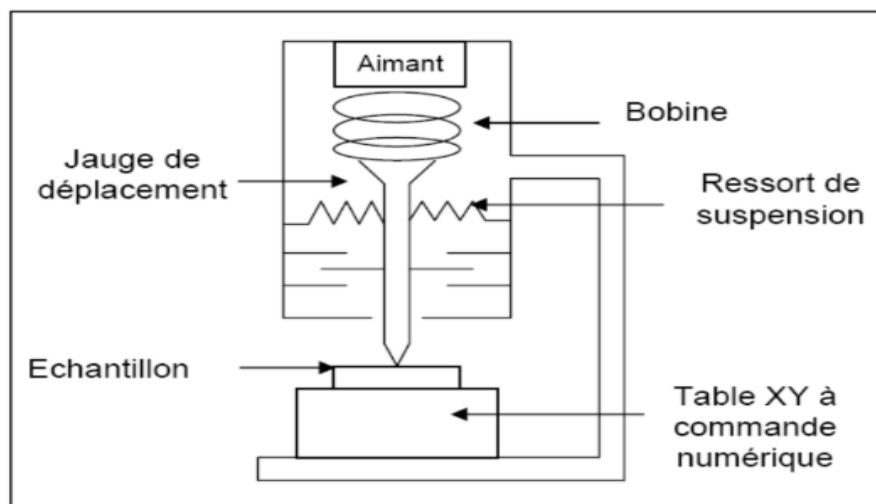 Aimant
Bobine
Jauge de
déplacement
Ressort de
suspension
Echantillon
Table XY à
commande
numérique